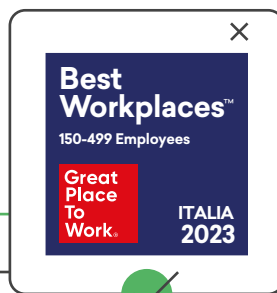 Best
Workplaces™
150-499 Employees
Great
Place
To
Work®
ITALIA
2023